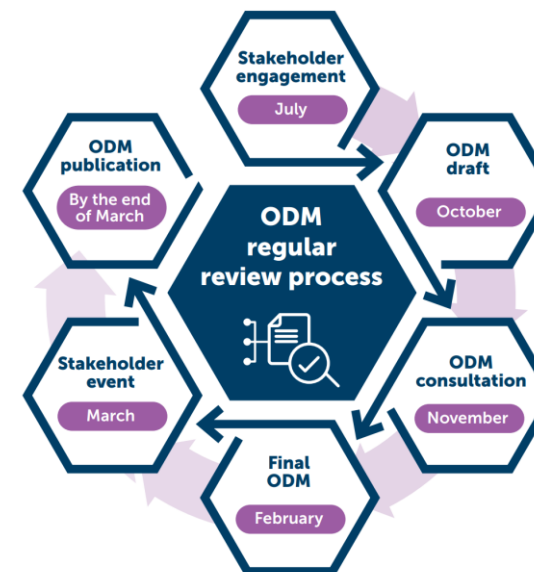 Stakeholder
engagement
July
ODM
draft
October
ODM
consultation
November
Final
ODM
February
Stakeholder
event
March
ODM
publication
By the end
of March
ODM
regular
review process